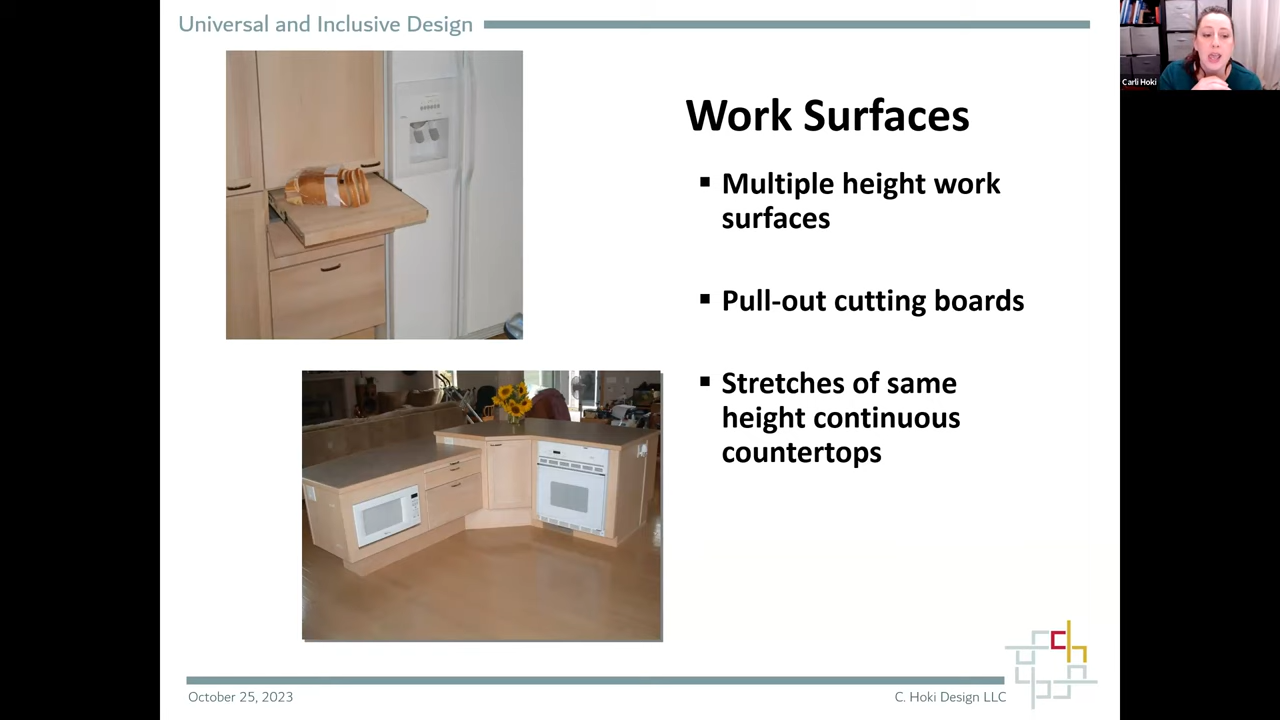 Universal and Inclusive Design
Carli Hoki
Work Surfaces
▪ Multiple height work
surfaces
▪ Pull-out cutting boards
▪ Stretches of same
height continuous
countertops
October 25, 2023
C. Hoki Design LLC
ch